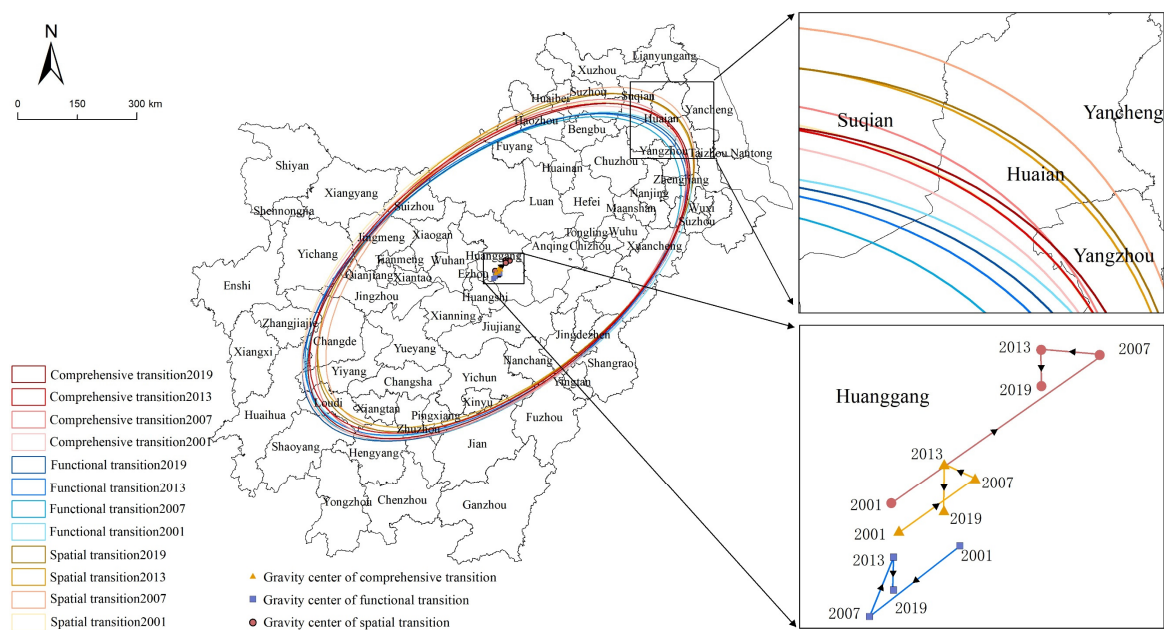 N
0 150 300 km
Lianyungang
Xuzhou
Suzhou
Suqian
Huaibei
Yancheng
Haozhou
Huaian
Bengbu
Fuyang
Yangzhou
Taizhou
Nantong
Chuzhou
Huainan
Zhengjiang
Shiyan
Nanjing
Xiangyang
Luan
Hefei
Maanshan
Wuxi
Shennongjia
Suizhou
Suzhou
Tongling
Wuhu
Jingmeng
Xiaogan
Anqing
Chizhou
Xuancheng
Yichang
Huanggang
Tianmeng
Wuhan
Qianjiang
Xiantao
Ezhou
Enshi
Jingzhou
Huangshi
Xianning
Jiujiang
Zhangjiajie
Changde
Jingdezhen
Xiangxi
Yueyang
Nanchang
Shangrao
Yiyang
Changsha
Yichun
Yingtan
Loudi
Xiangtan
Xinyu
Pingxiang
Huaihua
Fuzhou
Zhuzhou
Shaoyang
Hengyang
Jian
Yongzhou
Chenzhou
Ganzhou
Comprehensive transition2019
Comprehensive transition2013
Comprehensive transition2007
Comprehensive transition2001
Functional transition2019
Functional transition2013
Functional transition2007
Functional transition2001
Spatial transition2019
Spatial transition2013
Spatial transition2007
Spatial transition2001
Gravity center of comprehensive transition
Gravity center of functional transition
Gravity center of spatial transition
Suqian
Yancheng
Huaian
Yangzhou
2013
2007
2019
Huanggang
2013
2007
2001
2019
2001
2013
2001
2007
2019